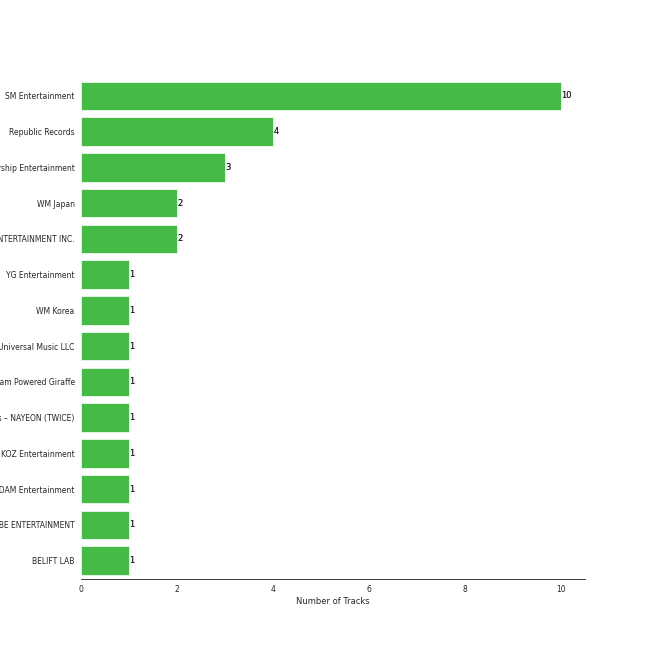 SM Entertainment 10
Republic Records 4
rship Entertainment 3
WM Japan 2
NTERTAINMENT INC. 2
YG Entertainment 1
WM Korea 1
Universal Music LLC 1
am Powered Giraffe 1
s – NAYEON (TWICE) 1
KOZ Entertainment 1
DAM Entertainment 1
BE ENTERTAINMENT 1
BELIFT LAB 1
0 2 4 6 8 10
Number of Tracks